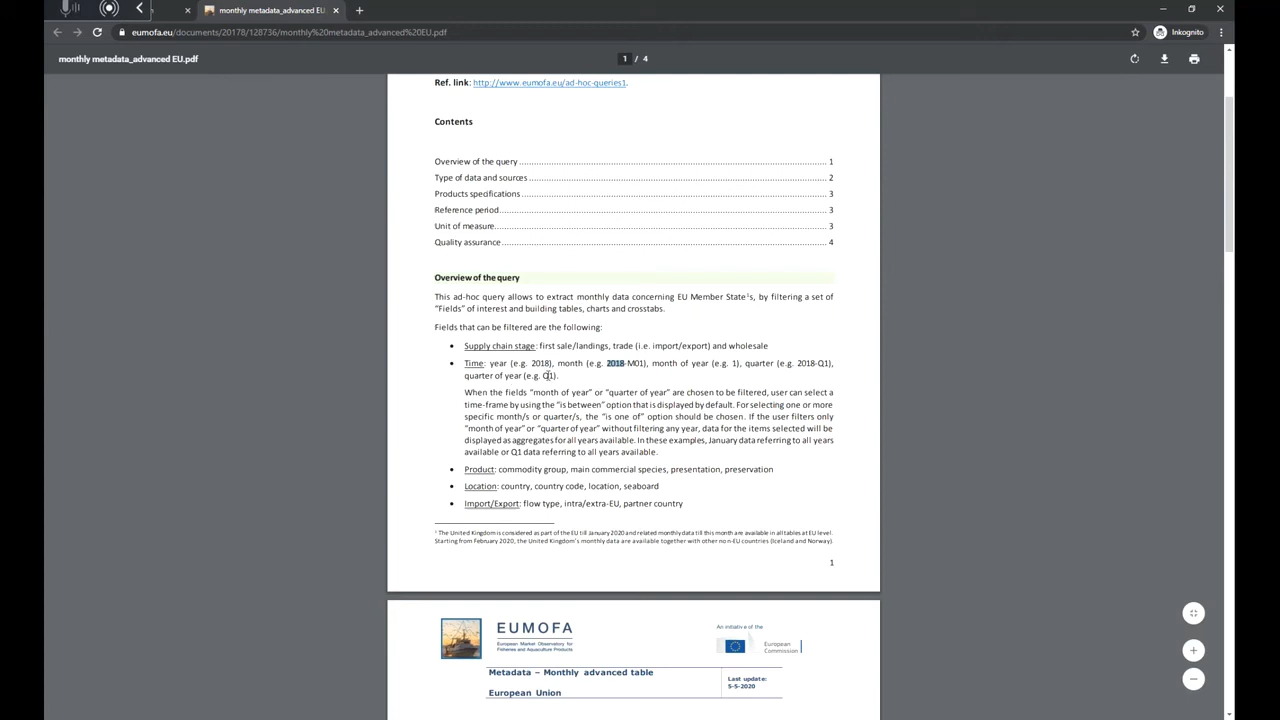 monthly metadata_advanced EU
eumofa.eu/documents/20178/128736/monthly%20metadata_advanced%20EU.pdf
Inkognito
monthly metadata_advanced EU.pdf
1 / 4
Ref. link: http://www.eumofa.eu/ad-hoc-queries1.
Contents
Overview of the query 1
Type of data and sources 2
Products specifications 3
Reference period 3
Unit of measure 3
Quality assurance 4
Overview of the query
This ad-hoc query allows to extract monthly data concerning EU Member State¹s, by filtering a set of
“Fields” of interest and building tables, charts and crosstabs.
Fields that can be filtered are the following:
• Supply chain stage: first sale/landings, trade (i.e. import/export) and wholesale
• Time: year (e.g. 2018), month (e.g. 2018-M01), month of year (e.g. 1), quarter (e.g. 2018-Q1),
quarter of year (e.g. Q1).
When the fields “month of year” or “quarter of year” are chosen to be filtered, user can select a
time-frame by using the “is between” option that is displayed by default. For selecting one or more
specific month/s or quarter/s, the “is one of” option should be chosen. If the user filters only
“month of year” or “quarter of year” without filtering any year, data for the items selected will be
displayed as aggregates for all years available. In these examples, January data referring to all years
available or Q1 data referring to all years available.
• Product: commodity group, main commercial species, presentation, preservation
• Location: country, country code, location, seaboard
• Import/Export: flow type, intra/extra-EU, partner country
¹ The United Kingdom is considered as part of the EU till January 2020 and related monthly data till this month are available in all tables at EU level.
Starting from February 2020, the United Kingdom’s monthly data are available together with other non-EU countries (Iceland and Norway).
1
EUMOFA
European Market Observatory for
Fisheries and Aquaculture Products
An initiative of the
European
Commission
Metadata – Monthly advanced table
European Union
Last update:
5-5-2020